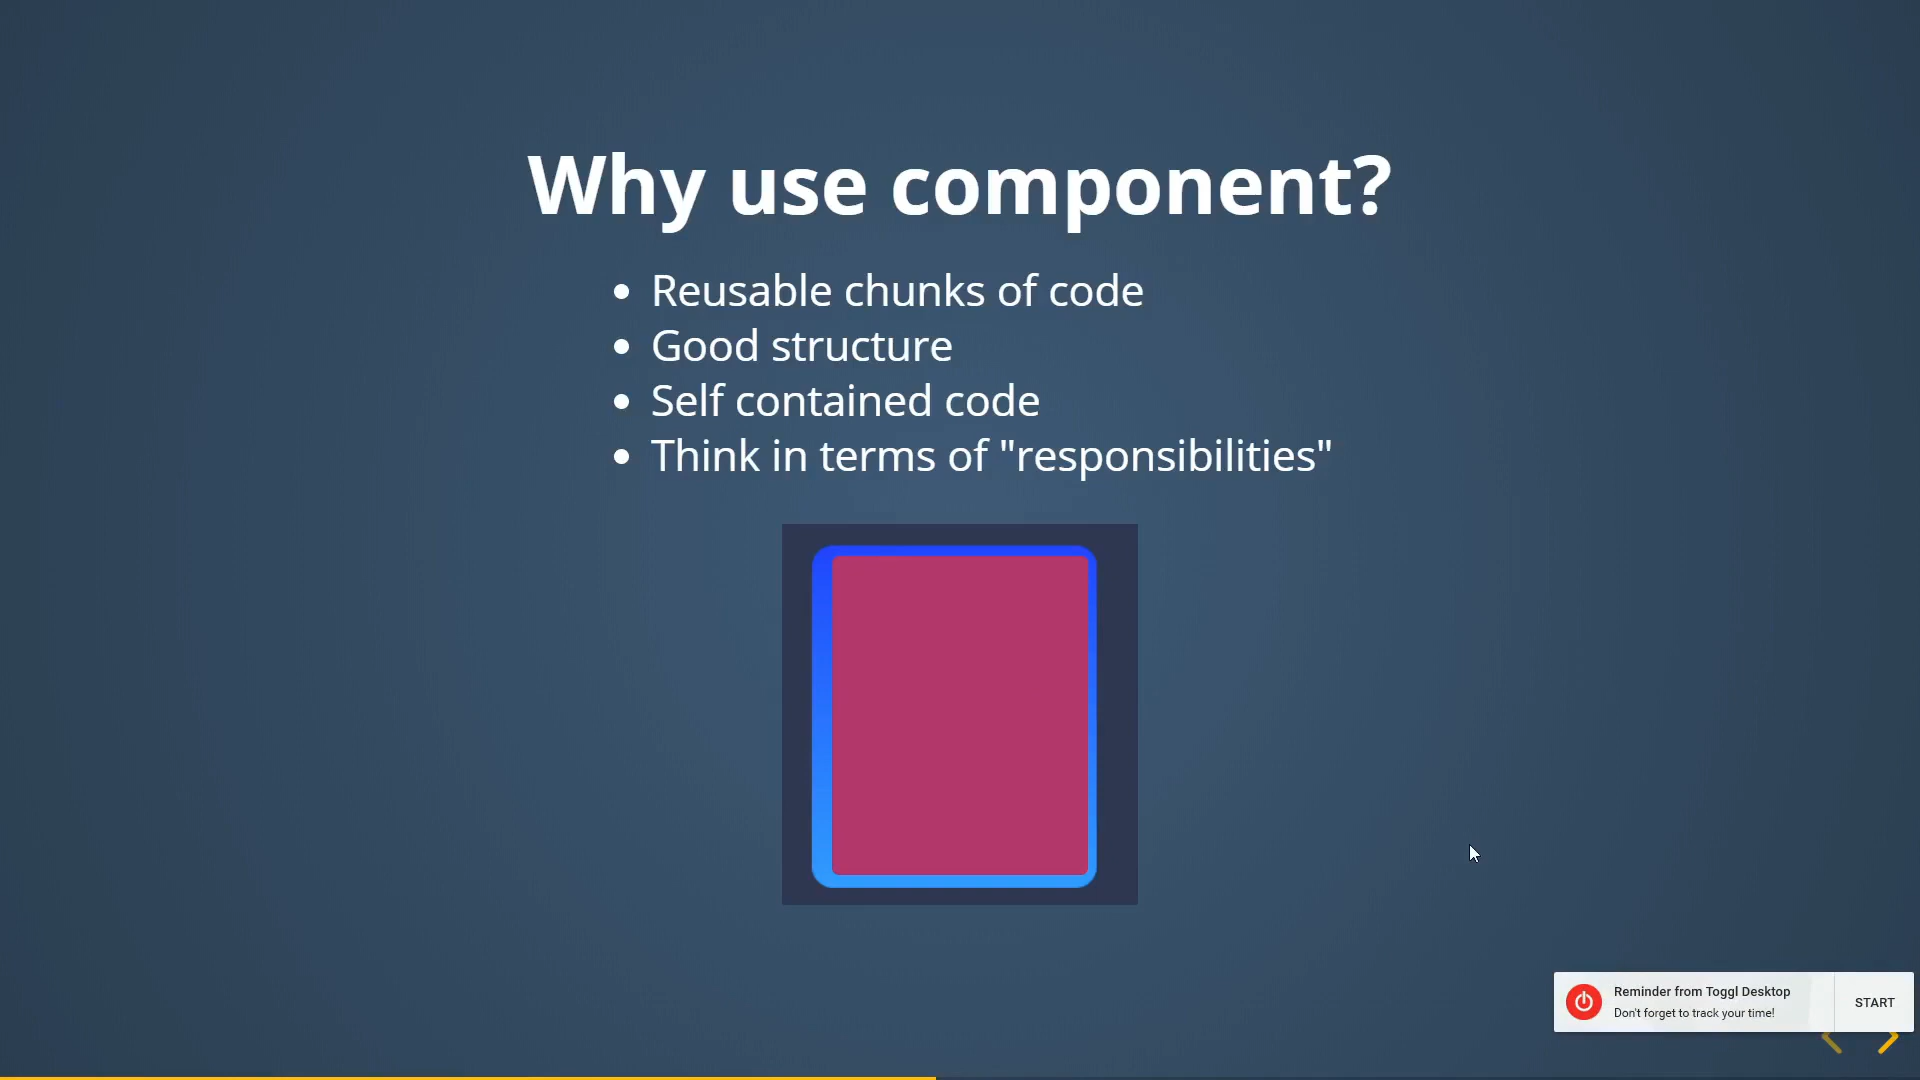 Why use component?
Reusable chunks of code
Good structure
Self contained code
Think in terms of "responsibilities"
Reminder from Toggl Desktop
Don't forget to track your time!
START